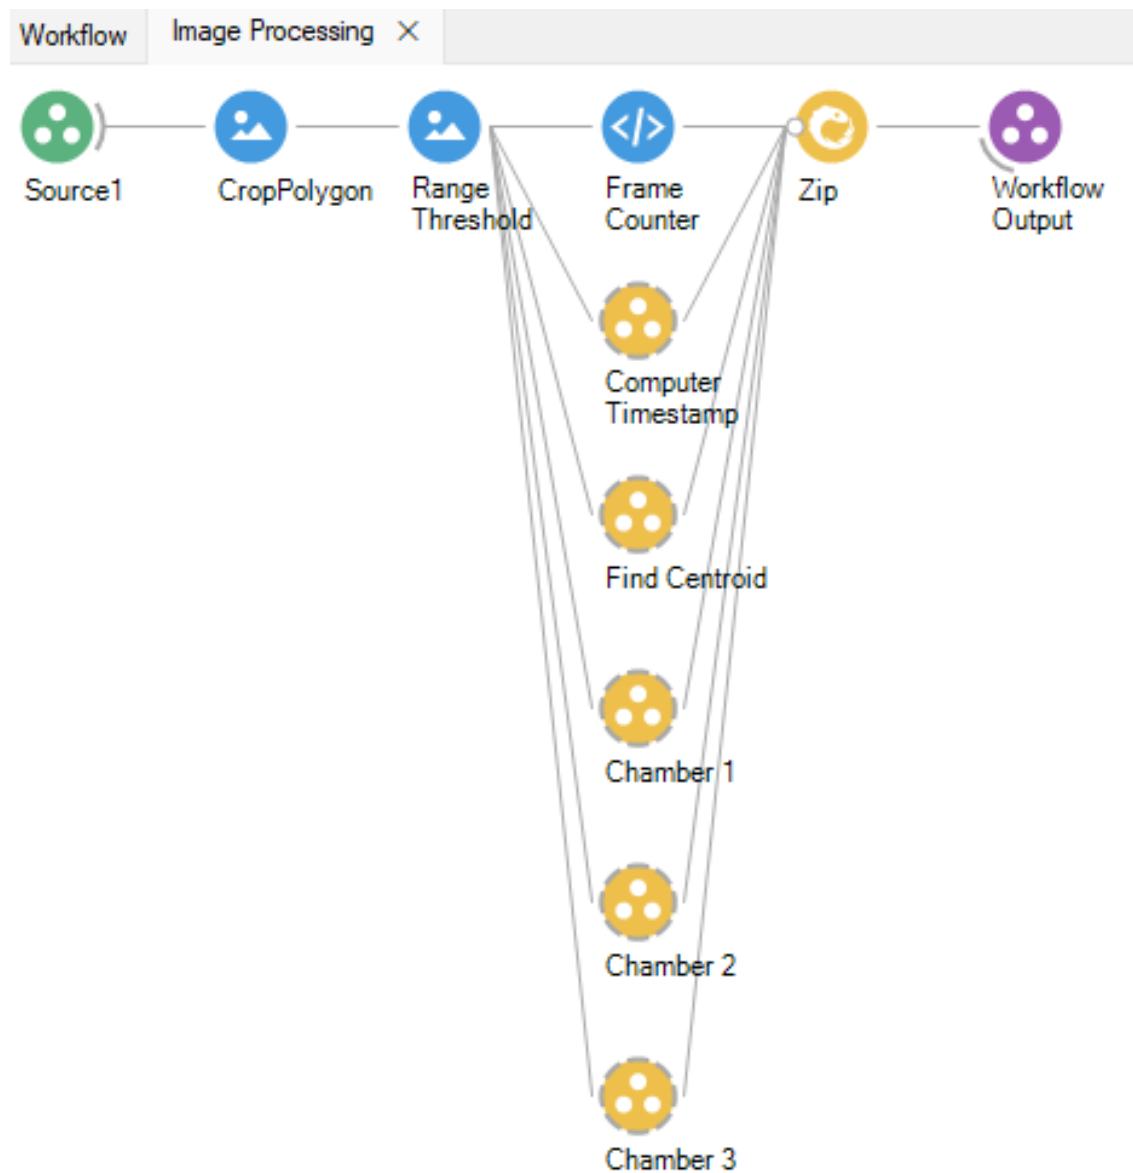 Workflow
Image Processing
Source1
CropPolygon
Range
Threshold
</>
Frame
Counter
Zip
Workflow
Output
Computer
Timestamp
Find Centroid
Chamber 1
Chamber 2
Chamber 3